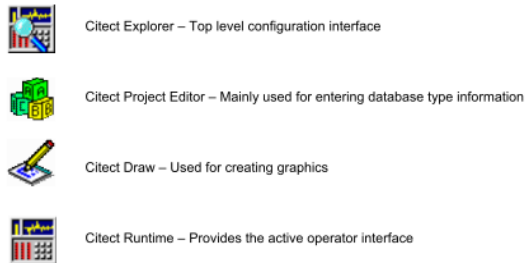 Citect Explorer – Top level configuration interface
Citect Project Editor – Mainly used for entering database type information
Citect Draw – Used for creating graphics
Citect Runtime – Provides the active operator interface